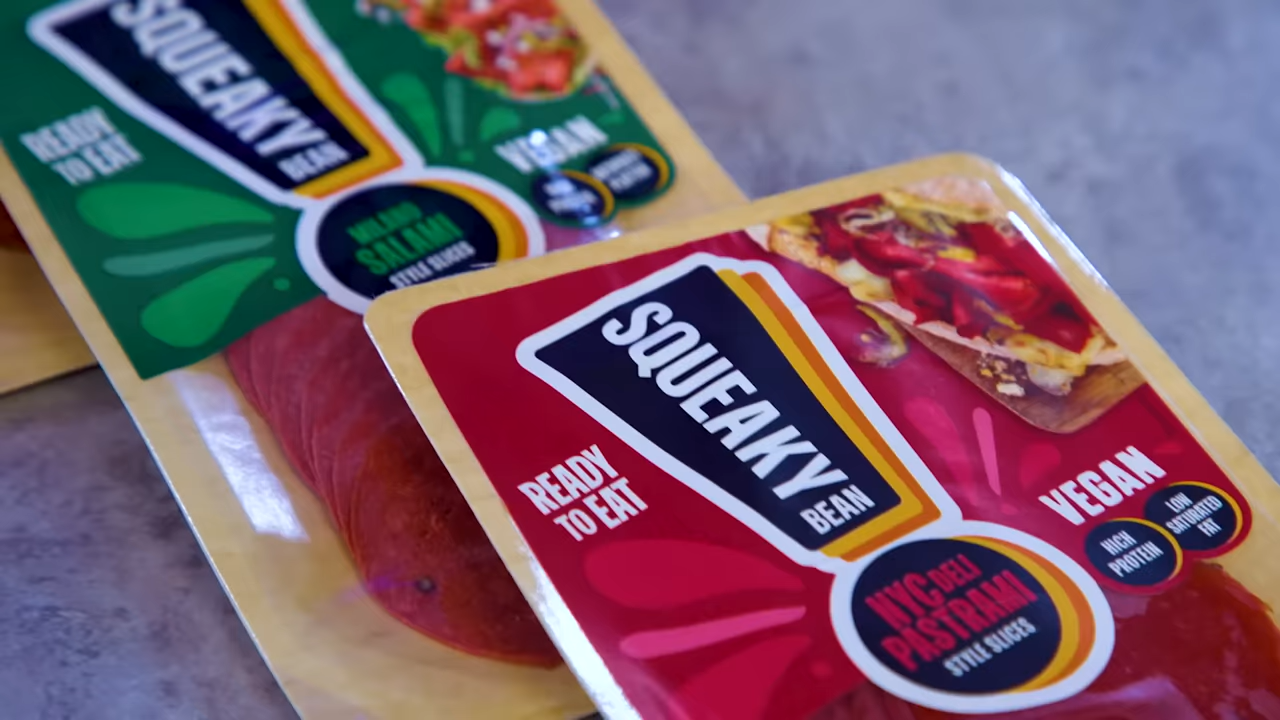 SQUEAKY
BEAN
READY
TO EAT
VEGAN
MILANO
SALAMI
STYLE SLICES
SQUEAKY
BEAN
READY
TO EAT
VEGAN
HIGH
PROTEIN
LOW
SATURATED
FAT
NYC DELI
PASTRAMI
STYLE SLICES